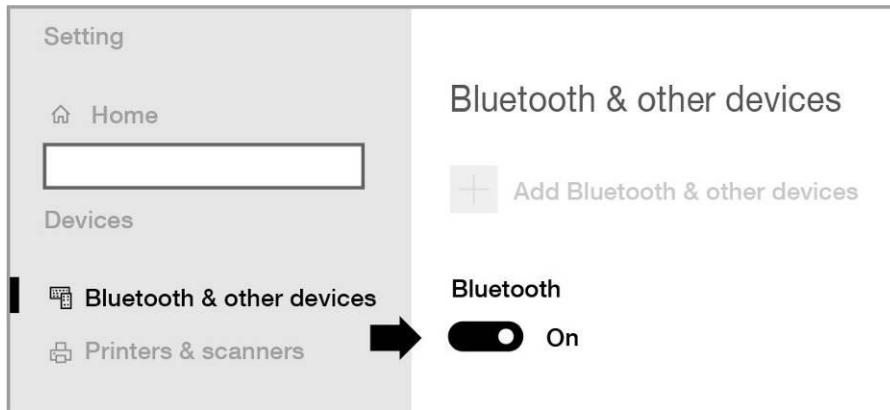 Setting
Home
Devices
Bluetooth & other devices
Printers & scanners
Bluetooth & other devices
Add Bluetooth & other devices
Bluetooth
On